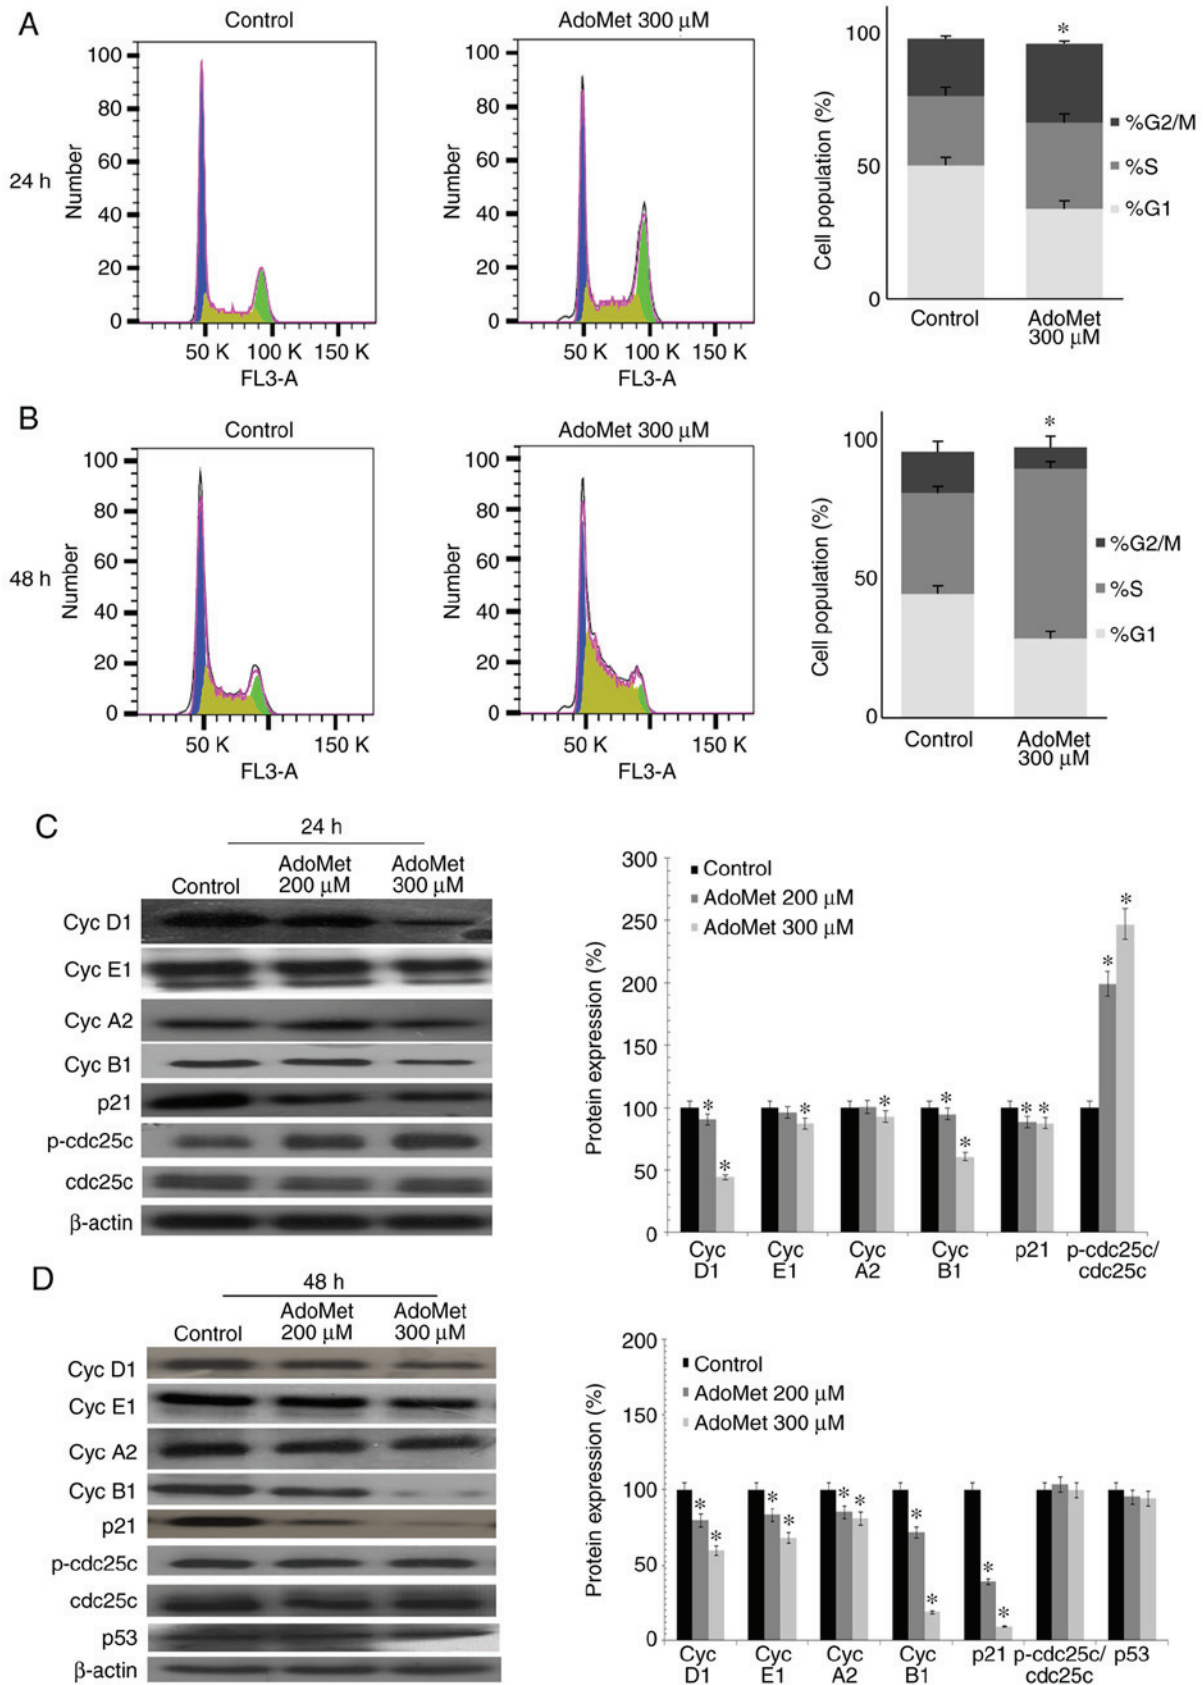 A
Control
AdoMet 300 μM
24 h
Number
100
80
60
40
20
0
50 K 100 K 150 K
FL3-A
Number
100
80
60
40
20
0
50 K 100 K 150 K
FL3-A
Cell population (%)
100
50
0
*
Control
AdoMet
300 μM
%G2/M
%S
%G1
B
Control
AdoMet 300 μM
48 h
Number
100
80
60
40
20
0
50 K 150 K
FL3-A
Number
100
80
60
40
20
0
50 K 150 K
FL3-A
Cell population (%)
100
50
0
*
Control
AdoMet
300 μM
%G2/M
%S
%G1
C
24 h
Control
AdoMet
200 μM
AdoMet
300 μM
Cyc D1
Cyc E1
Cyc A2
Cyc B1
p21
p-cdc25c
cdc25c
β-actin
Protein expression (%)
300
250
200
150
100
50
0
Control
AdoMet 200 μM
AdoMet 300 μM
* * * * * * * * * *
Cyc
D1
Cyc
E1
Cyc
A2
Cyc
B1
p21
p-cdc25c/
cdc25c
D
48 h
Control
AdoMet
200 μM
AdoMet
300 μM
Cyc D1
Cyc E1
Cyc A2
Cyc B1
p21
p-cdc25c
cdc25c
p53
β-actin
Protein expression (%)
200
150
100
50
0
Control
AdoMet 200 μM
AdoMet 300 μM
* * * * * * * * * *
Cyc
D1
Cyc
E1
Cyc
A2
Cyc
B1
p21
p-cdc25c/
cdc25c
p53